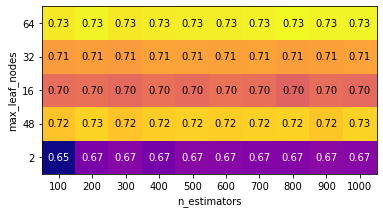 max_leaf_nodes
64 0.73 0.73 0.73 0.73 0.73 0.73 0.73 0.73 0.73 0.73
32 0.71 0.71 0.71 0.71 0.71 0.71 0.71 0.71 0.71 0.71
16 0.70 0.70 0.70 0.70 0.70 0.70 0.70 0.70 0.70 0.70
48 0.72 0.73 0.72 0.72 0.72 0.72 0.72 0.72 0.72 0.73
2 0.65 0.67 0.67 0.67 0.67 0.67 0.67 0.67 0.67 0.67
100 200 300 400 500 600 700 800 900 1000
n_estimators